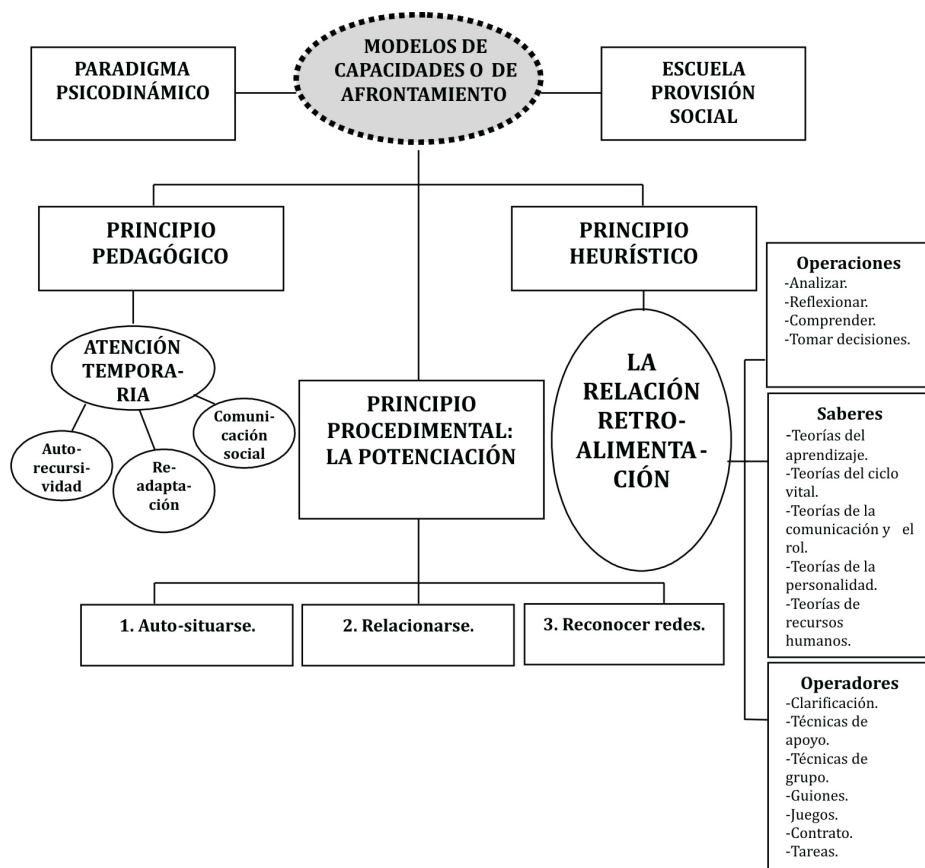 PARADIGMA
PSICODINÁMICO
MODELOS DE
CAPACIDADES O DE
AFRONTAMIENTO
ESCUELA
PROVISIÓN
SOCIAL
PRINCIPIO
PEDAGÓGICO
PRINCIPIO
HEURÍSTICO
ATENCIÓN
TEMPORA-
RIA
Auto-
recursi-
vidad
Re-
adapta-
ción
Comuni-
cación
social
PRINCIPIO
PROCEDIMENTAL:
LA POTENCIACIÓN
LA
RELACIÓN
RETRO-
ALIMENTA-
CIÓN
1. Auto-situarse.
2. Relacionarse.
3. Reconocer redes.
Operaciones
-Analizar.
-Reflexionar.
-Comprender.
-Tomar decisiones.
Saberes
-Teorías del
aprendizaje.
-Teorías del ciclo
vital.
-Teorías de la
comunicación y el
rol.
-Teorías de la
personalidad.
-Teorías de
recursos
humanos.
Operadores
-Clarificación.
-Técnicas de
apoyo.
-Técnicas de
grupo.
-Guiones.
-Juegos.
-Contrato.
-Tareas.